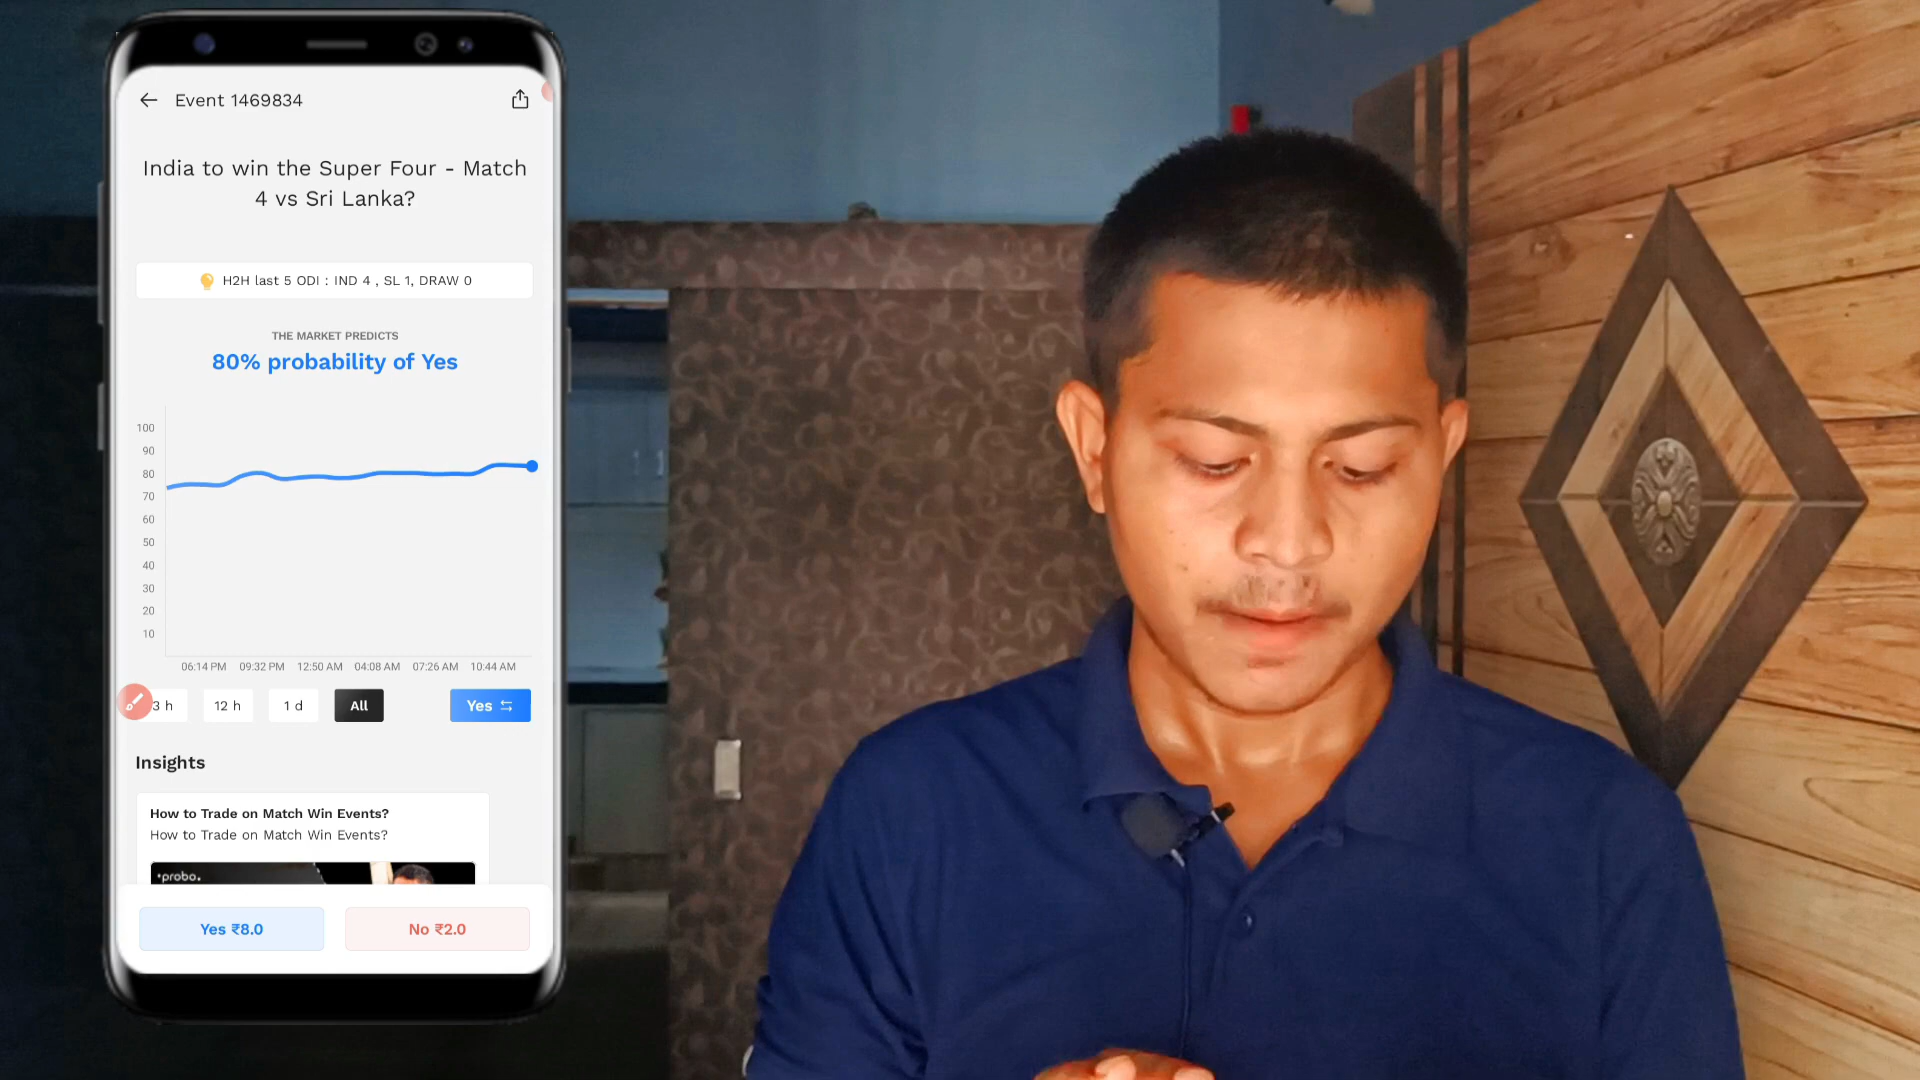 Event 1469834
India to win the Super Four - Match
4 vs Sri Lanka?
H2H last 5 ODI : IND 4 , SL 1, DRAW 0
THE MARKET PREDICTS
80% probability of Yes
100
90
80
70
60
50
40
30
20
10
06:14 PM 09:32 PM 12:50 AM 04:08 AM 07:26 AM 10:44 AM
3 h 12 h 1 d All Yes
Insights
How to Trade on Match Win Events?
How to Trade on Match Win Events?
probo.
Yes ₹8.0 No ₹2.0